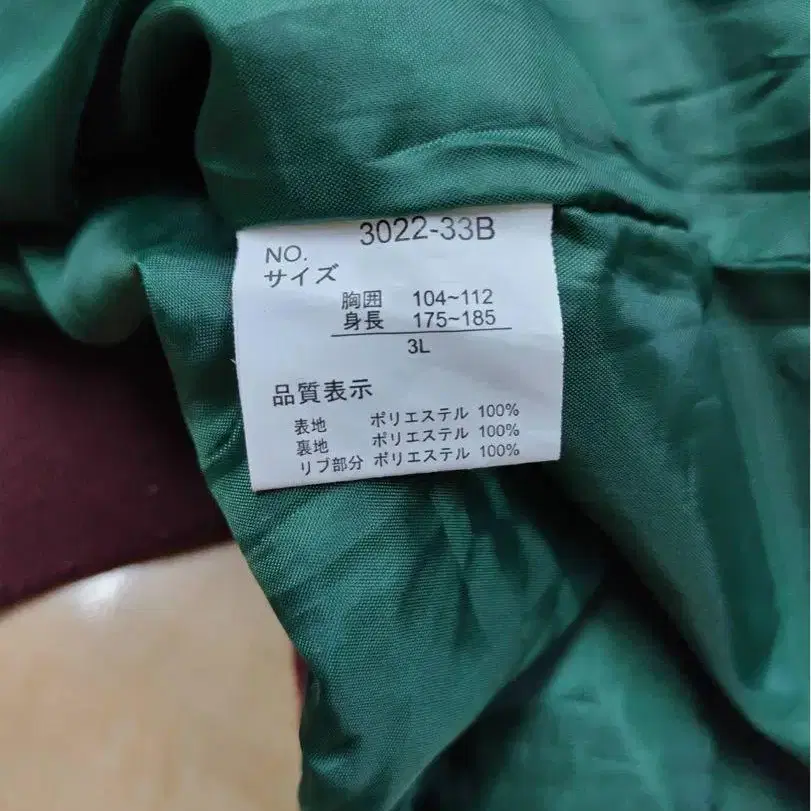 NO. 3022-33B
サイズ
胸囲 104~112
身長 175~185
3L
品質表示
表地 ポリエステル 100%
裏地 ポリエステル 100%
リブ部分 ポリエステル 100%